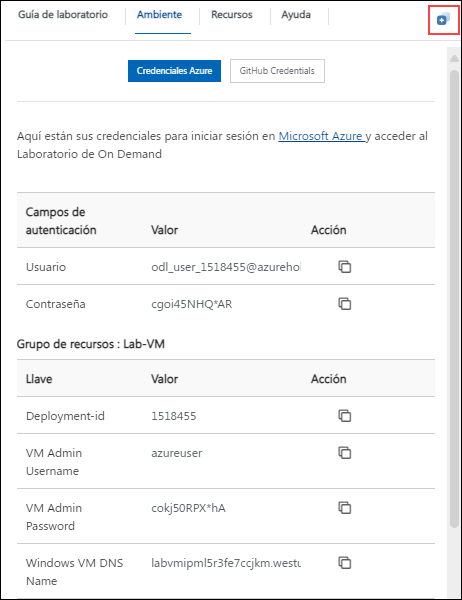 Guía de laboratorio Ambiente Recursos Ayuda
Credenciales Azure GitHub Credentials
Aquí están sus credenciales para iniciar sesión en Microsoft Azure y acceder al
Laboratorio de On Demand
Campos de
autenticación Valor Acción
Usuario odl_user_1518455@azurehol
Contraseña cgoi45NHQ*AR
Grupo de recursos : Lab-VM
Llave Valor Acción
Deployment-id 1518455
VM Admin azureuser
Username
VM Admin cokj50RPX*hA
Password
Windows VM DNS labvmipml5r3fe7ccjkm.westu
Name